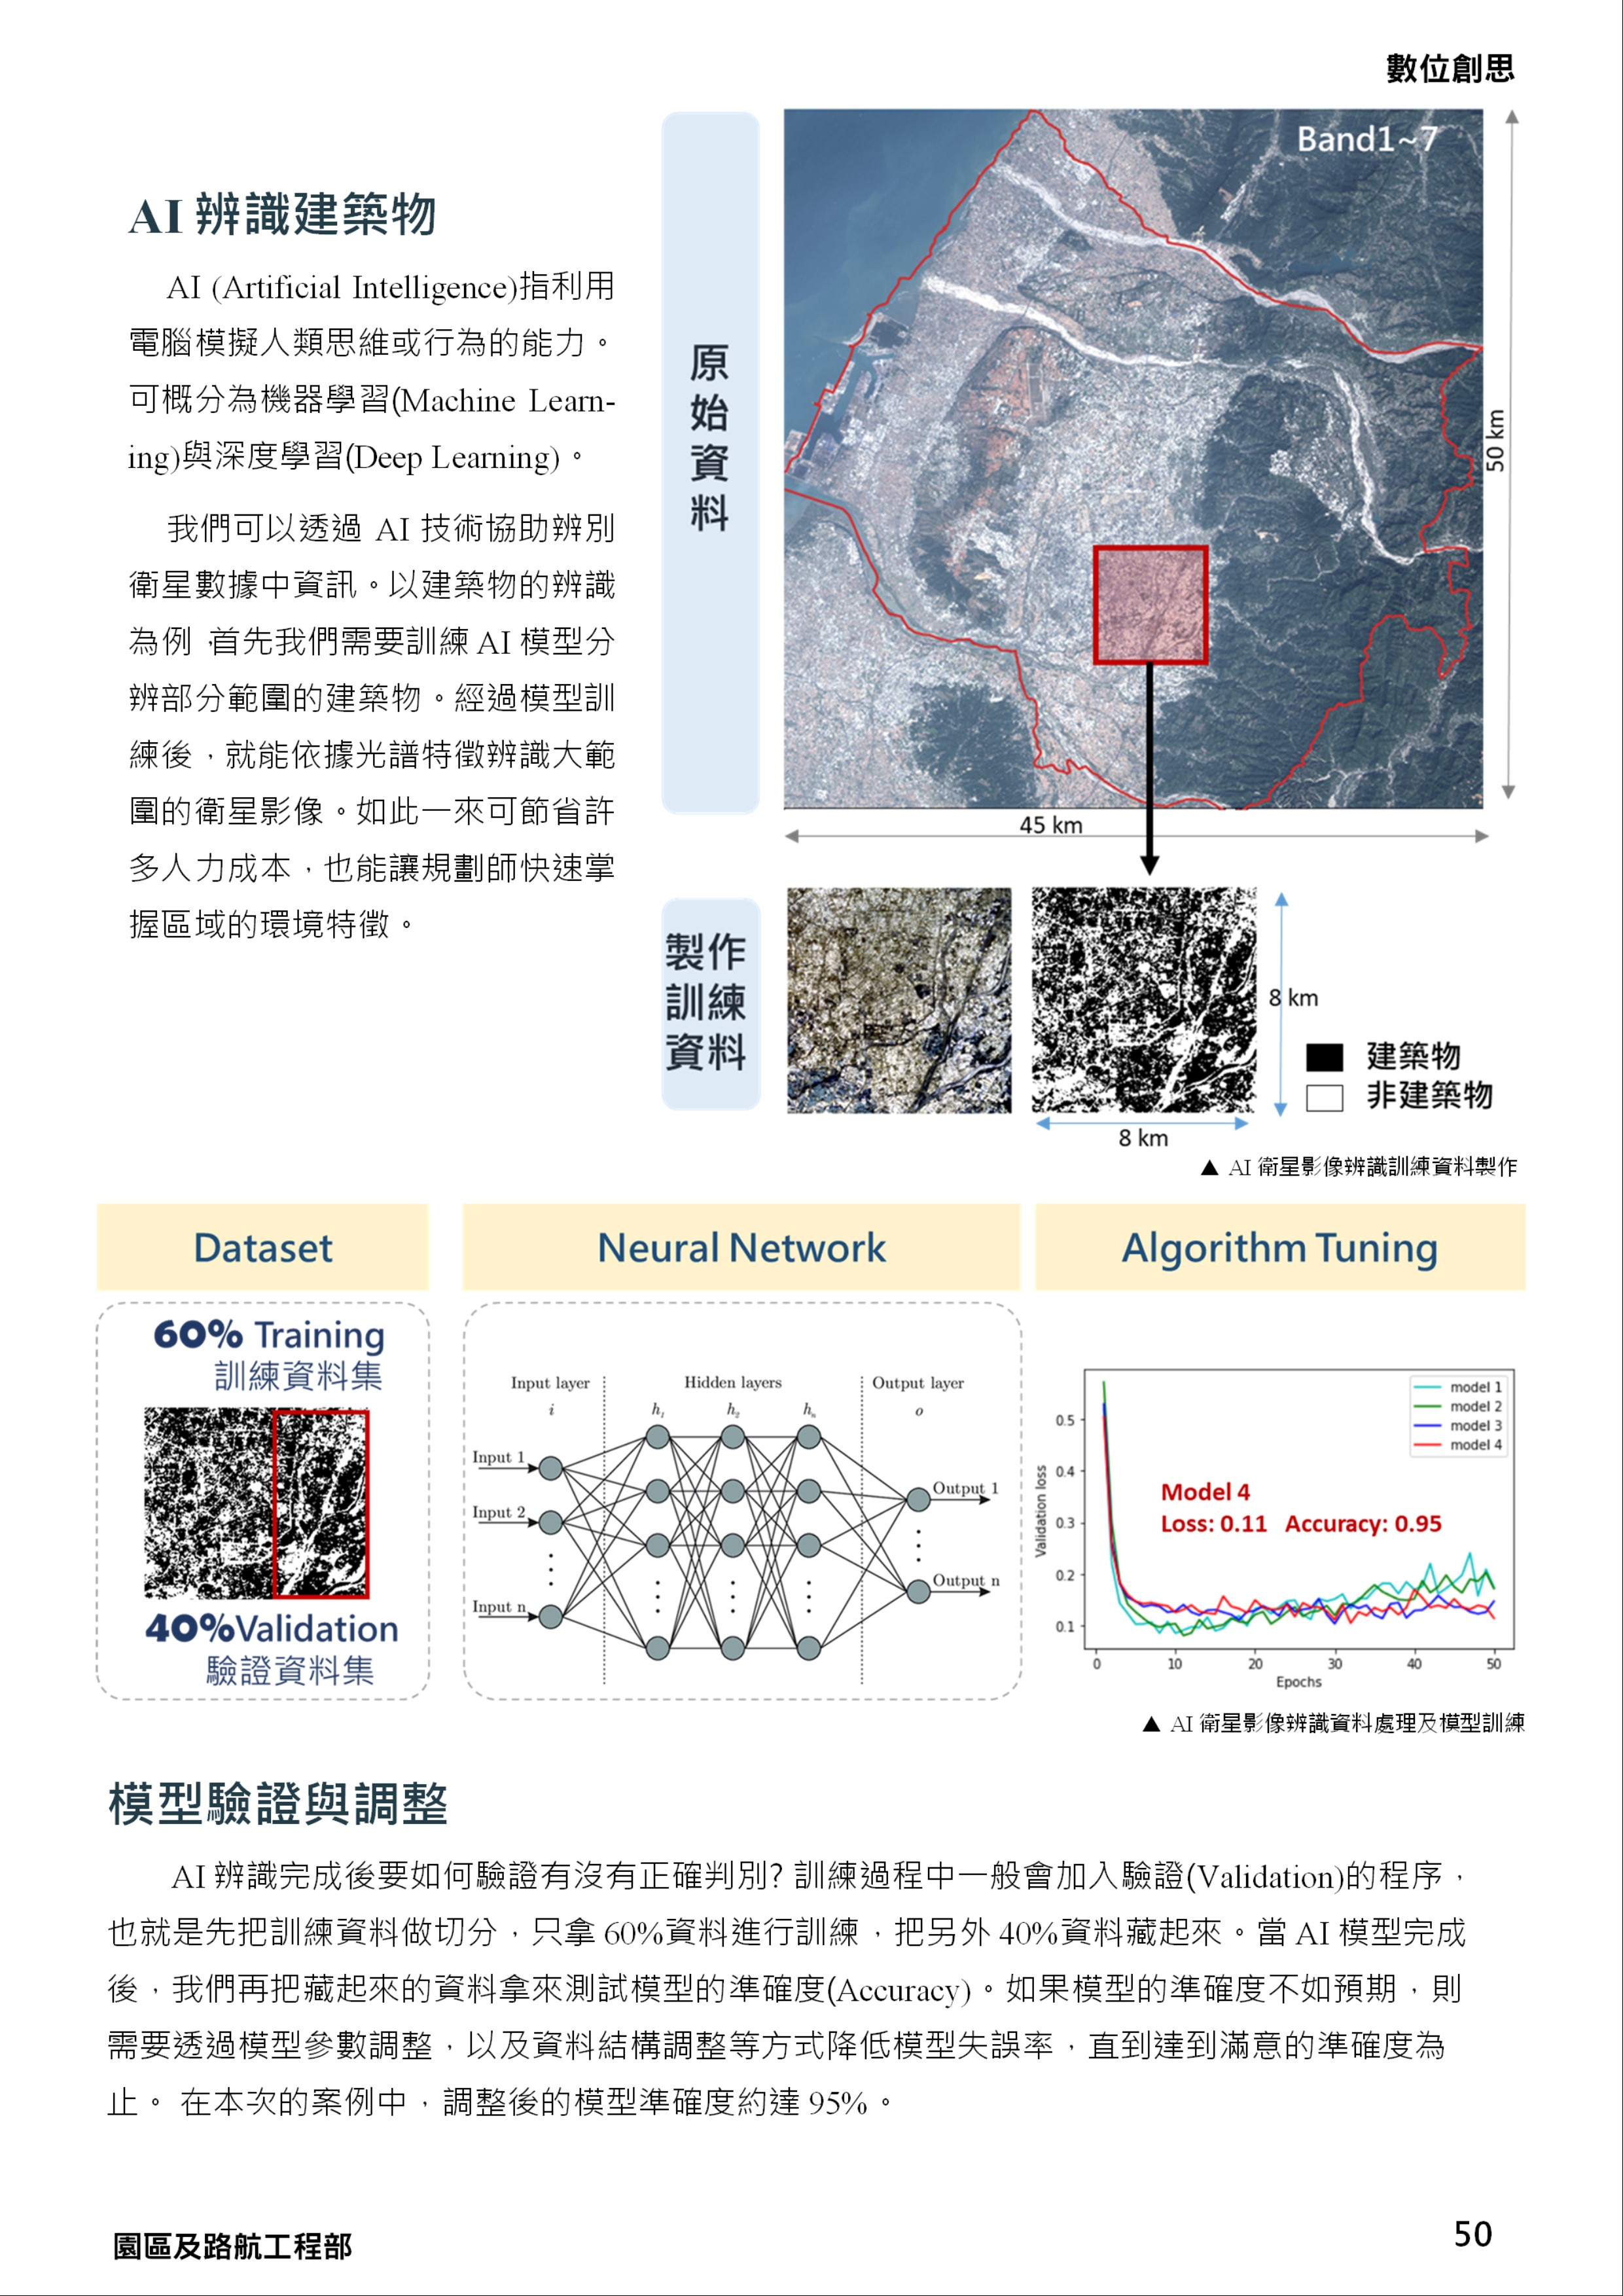 數位創思
AI 辨識建築物
AI (Artificial Intelligence)指利用
電腦模擬人類思維或行為的能力。
可概分為機器學習(Machine Learn-
ing)與深度學習(Deep Learning)。
我們可以透過 AI 技術協助辨別
衛星數據中資訊。以建築物的辨識
為例，首先我們需要訓練 AI 模型分
辨部分範圍的建築物。經過模型訓
練後，就能依據光譜特徵辨識大範
圍的衛星影像。如此一來可節省許
多人力成本，也能讓規劃師快速掌
握區域的環境特徵。
原始資料
Band1~7
50 km
45 km
製作
訓練
資料
8 km
8 km
建築物
非建築物
▲ AI 衛星影像辨識訓練資料製作
Dataset
60% Training
訓練資料集
40%Validation
驗證資料集
Neural Network
Input layer
Hidden layers
Output layer
i
h1
h2
hn
o
Input 1
Input 2
Input n
Output 1
Output n
Algorithm Tuning
model 1
model 2
model 3
model 4
Model 4
Loss: 0.11 Accuracy: 0.95
Validation loss
0.5
0.4
0.3
0.2
0.1
0 10 20 30 40 50
Epochs
▲ AI 衛星影像辨識資料處理及模型訓練
模型驗證與調整
AI 辨識完成後要如何驗證有沒有正確判別? 訓練過程中一般會加入驗證(Validation)的程序，
也就是先把訓練資料做切分，只拿 60%資料進行訓練，把另外 40%資料藏起來。當 AI 模型完成
後，我們再把藏起來的資料拿來測試模型的準確度(Accuracy)。如果模型的準確度不如預期，則
需要透過模型參數調整，以及資料結構調整等方式降低模型失誤率，直到達到滿意的準確度為
止。 在本次的案例中，調整後的模型準確度約達 95%。
園區及路航工程部
50